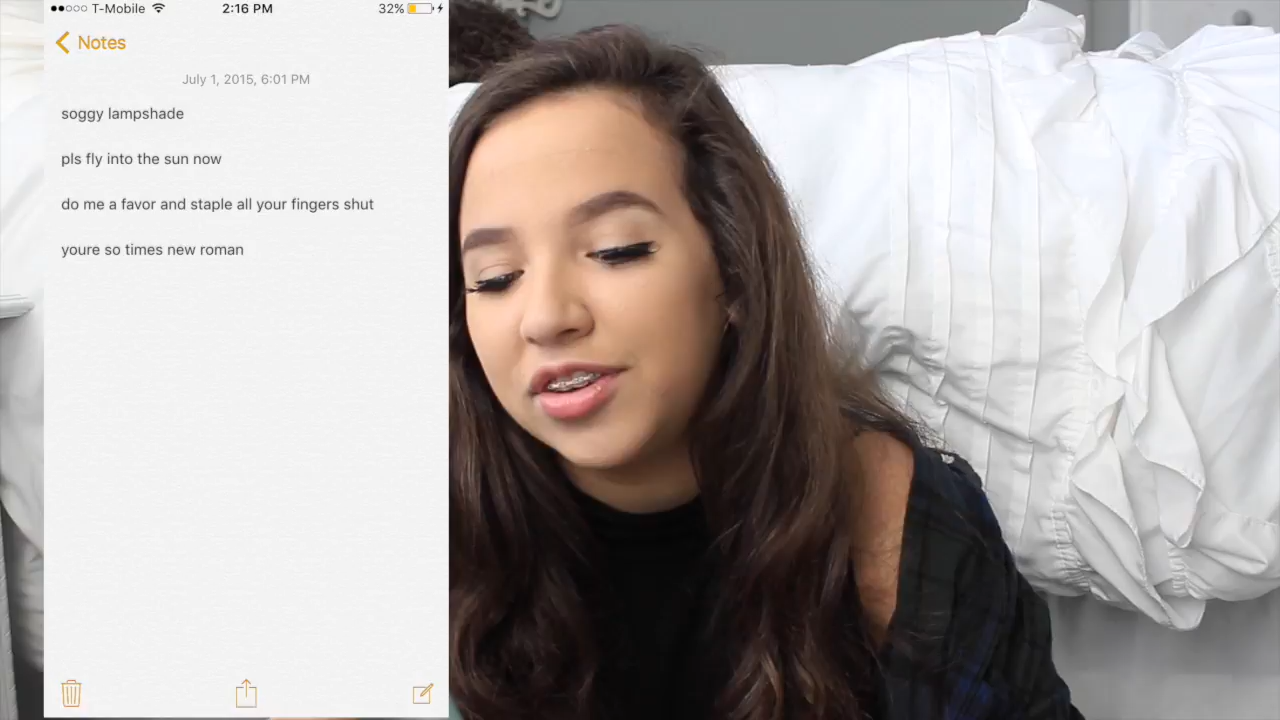 T-Mobile 2:16 PM 32%
Notes
July 1, 2015, 6:01 PM
soggy lampshade
pls fly into the sun now
do me a favor and staple all your fingers shut
youre so times new roman